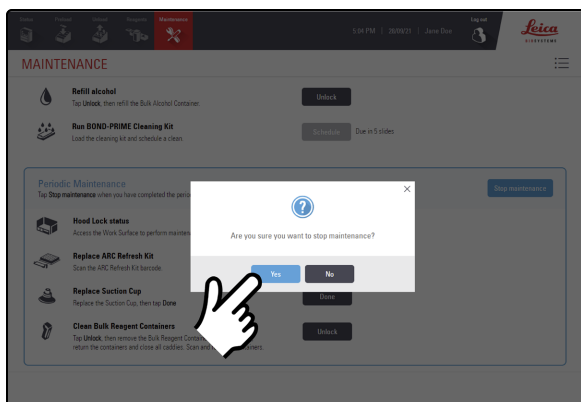 Status
Preload
Reagents
Maintenance
5:04 PM | 20/09/23 | Jane Doe
Log out
Leica
BIOSYSTEMS
MAINTENANCE
Refill alcohol
Tap Unlock, then refill the Bulk Alcohol Container.
Unlock
Run BOND-PRIME Cleaning Kit
Load the cleaning kit and schedule a clean.
Schedule
Due in 5 slides
Periodic Maintenance
Tap Stop maintenance when you have completed the
Stop maintenance
×
?
Are you sure you want to stop maintenance?
Yes
No
Hood Lock status
Access the Work Surface to perform
Replace ARC Refresh Kit
Scan the ARC Refresh Kit barcode.
Replace Suction Cup
Replace the Suction Cup, then tap Done
Done
Clean Bulk Reagent Containers
Tap Unlock, then remove the Bulk Reagent
Unlock
return the containers and close all caddies. Scan and